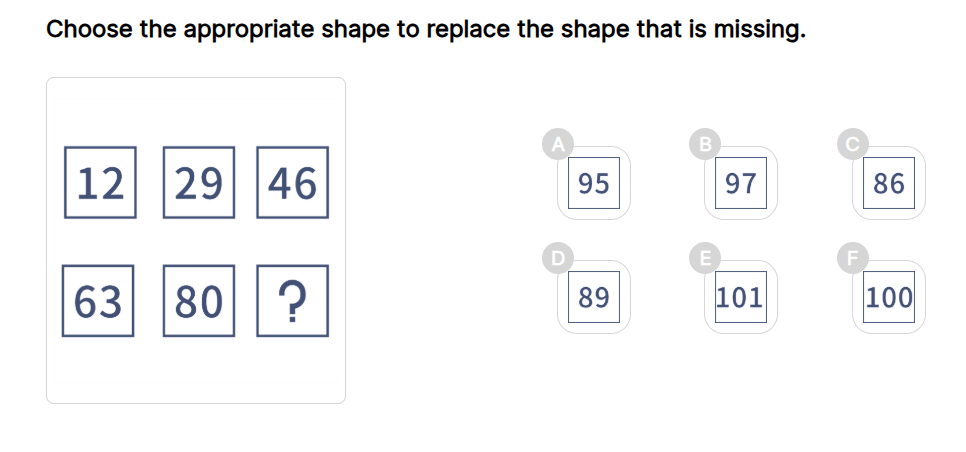 Choose the appropriate shape to replace the shape that is missing.
12 29 46
63 80 ?
A B C
95 97 86
D E F
89 101 100